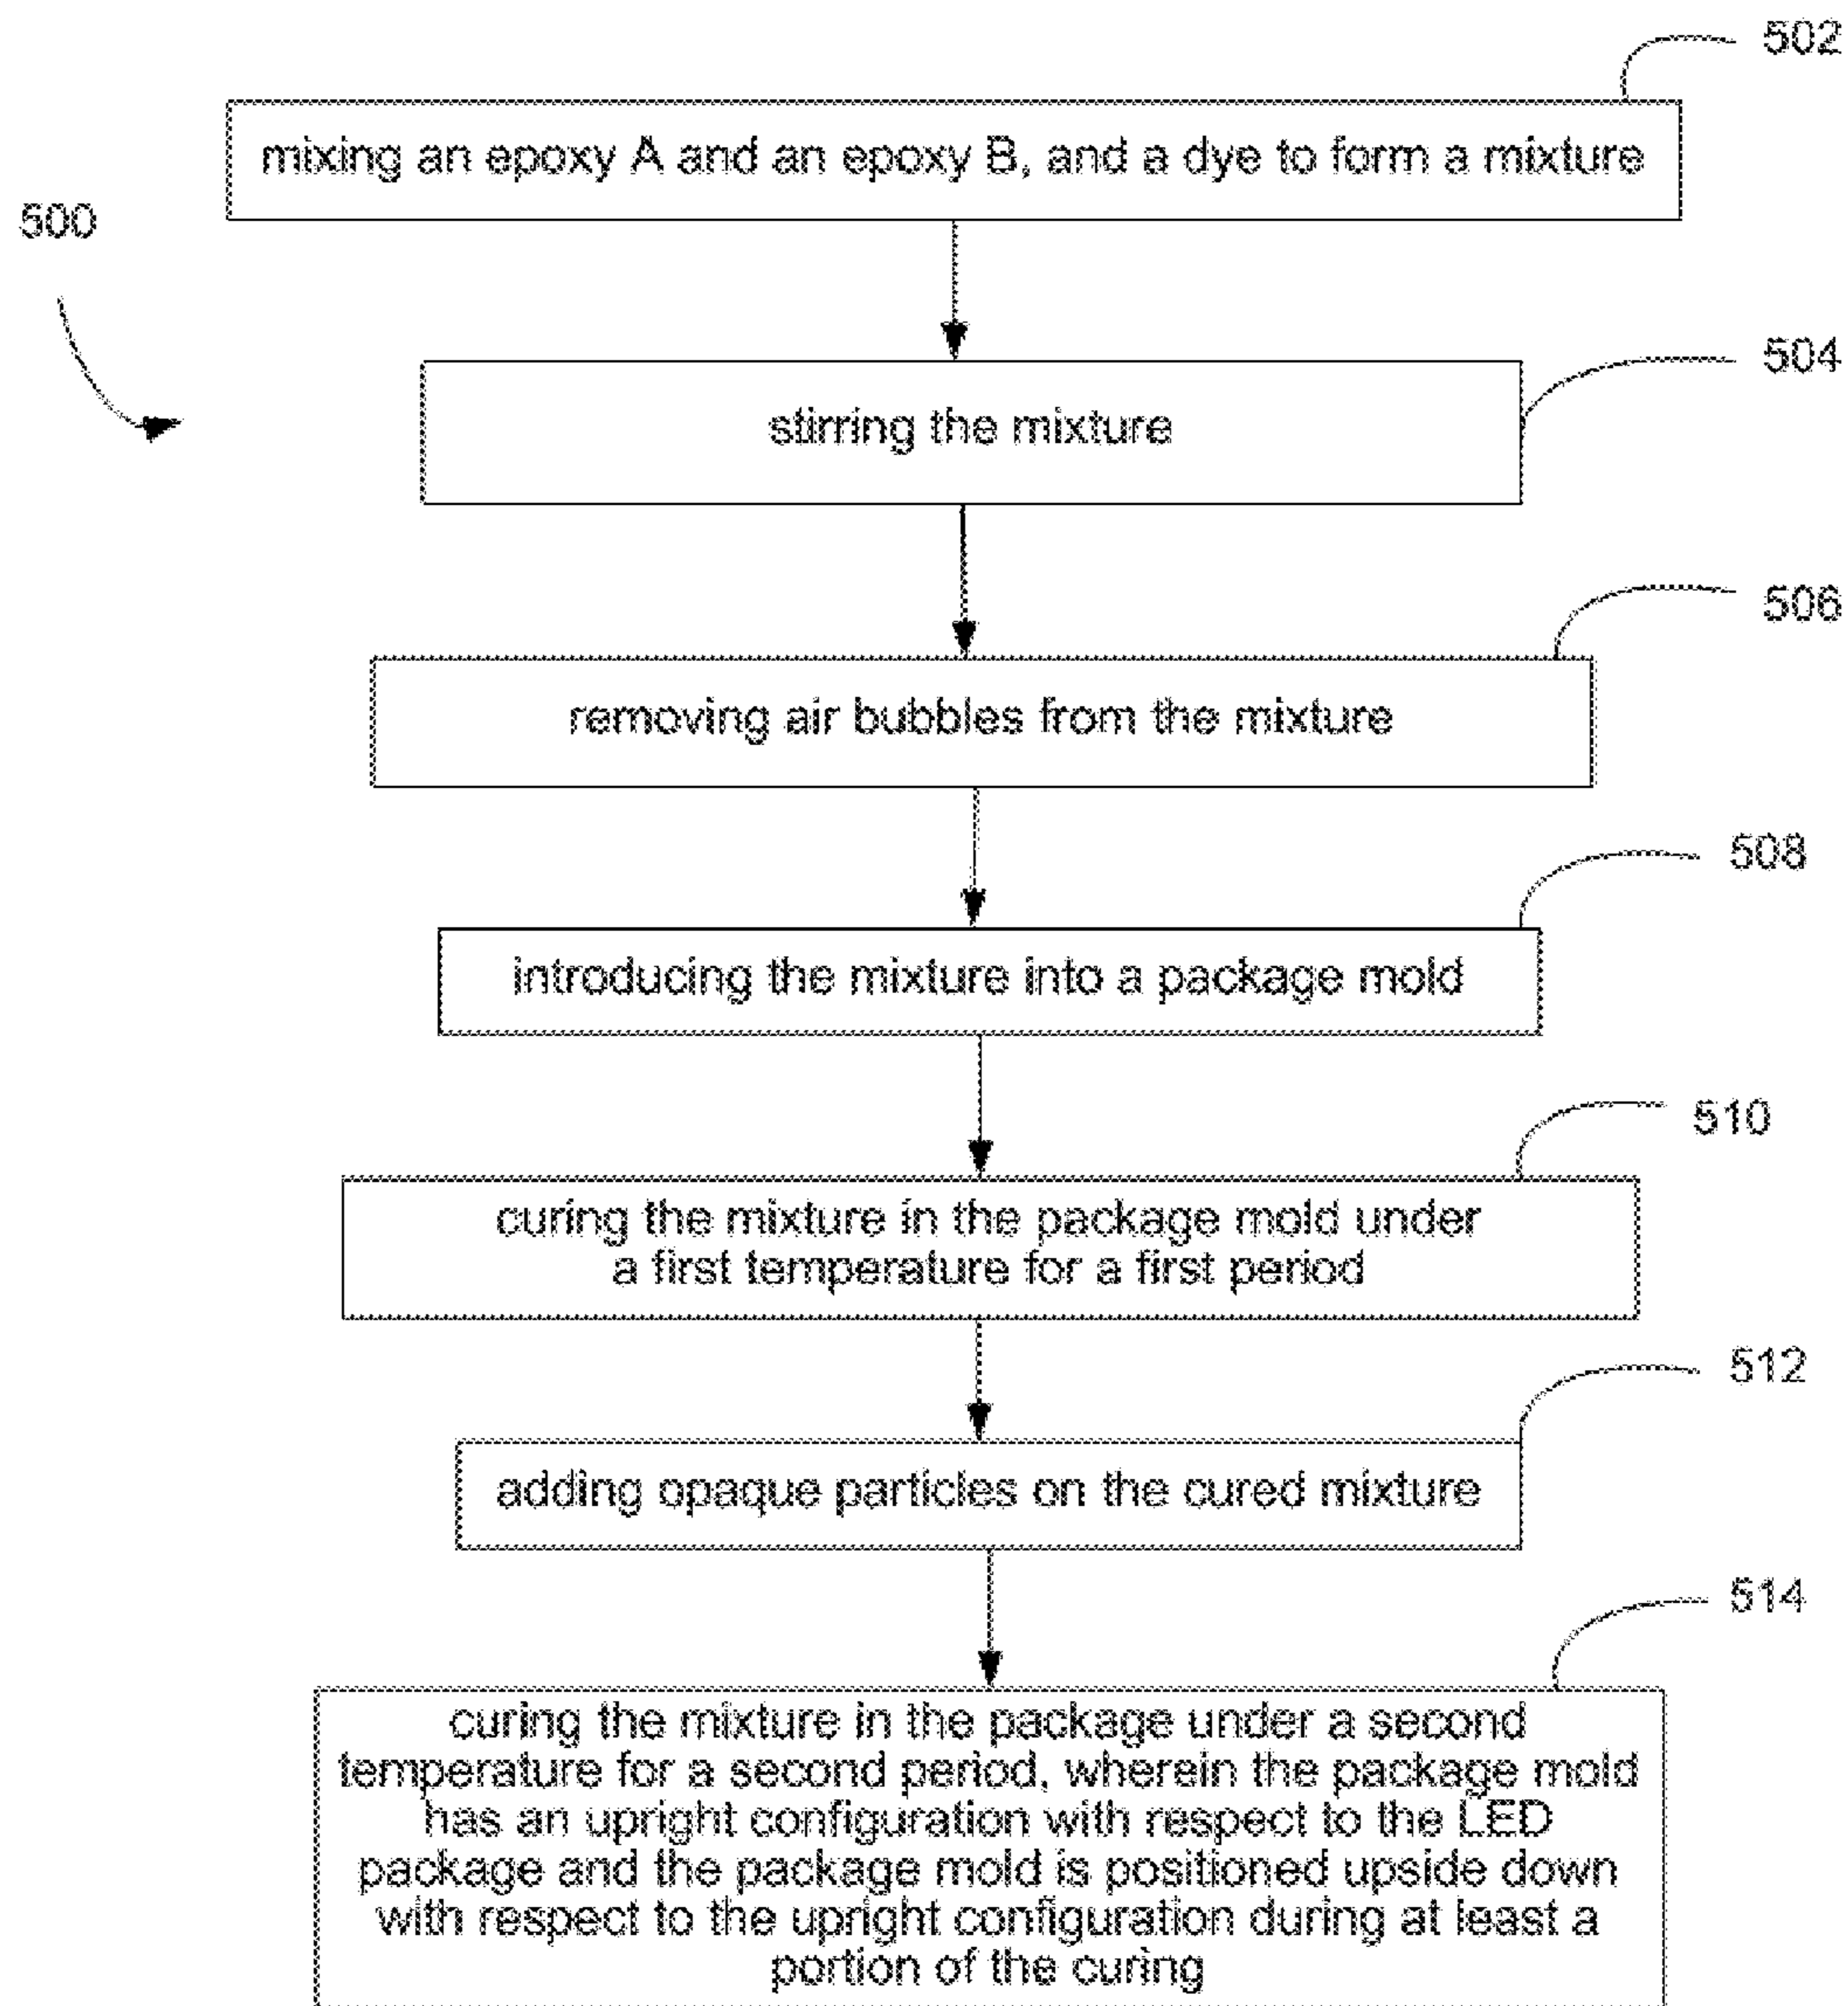 502
mixing an epoxy A and an epoxy B, and a dye to form a mixture
500
504
stirring the mixture
506
removing air bubbles from the mixture
508
introducing the mixture into a package mold
510
curing the mixture in the package mold under
a first temperature for a first period
512
adding opaque particles on the cured mixture
514
curing the mixture in the package under a second
temperature for a second period, wherein the package mold
has an upright configuration with respect to the LED
package and the package mold is positioned upside down
with respect to the upright configuration during at least a
portion of the curing